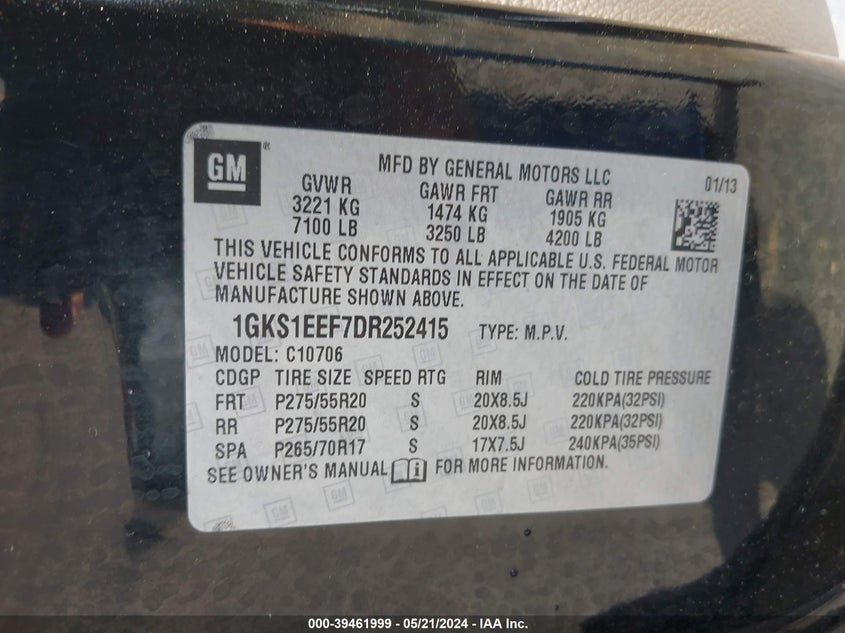 GM®
MFD BY GENERAL MOTORS LLC
01/13
GVWR GAWR FRT GAWR RR
3221 KG 1474 KG 1905 KG
7100 LB 3250 LB 4200 LB
THIS VEHICLE CONFORMS TO ALL APPLICABLE U.S. FEDERAL MOTOR
VEHICLE SAFETY STANDARDS IN EFFECT ON THE DATE OF
MANUFACTURE SHOWN ABOVE.
1GKS1EEF7DR252415 TYPE: M.P.V.
MODEL: C10706
CDGP TIRE SIZE SPEED RTG RIM COLD TIRE PRESSURE
FRT P275/55R20 S 20X8.5J 220KPA(32PSI)
RR P275/55R20 S 20X8.5J 220KPA(32PSI)
SPA P265/70R17 S 17X7.5J 240KPA(35PSI)
SEE OWNER'S MANUAL FOR MORE INFORMATION.
000-39461999 / 05/21/2024 - IAA Inc.